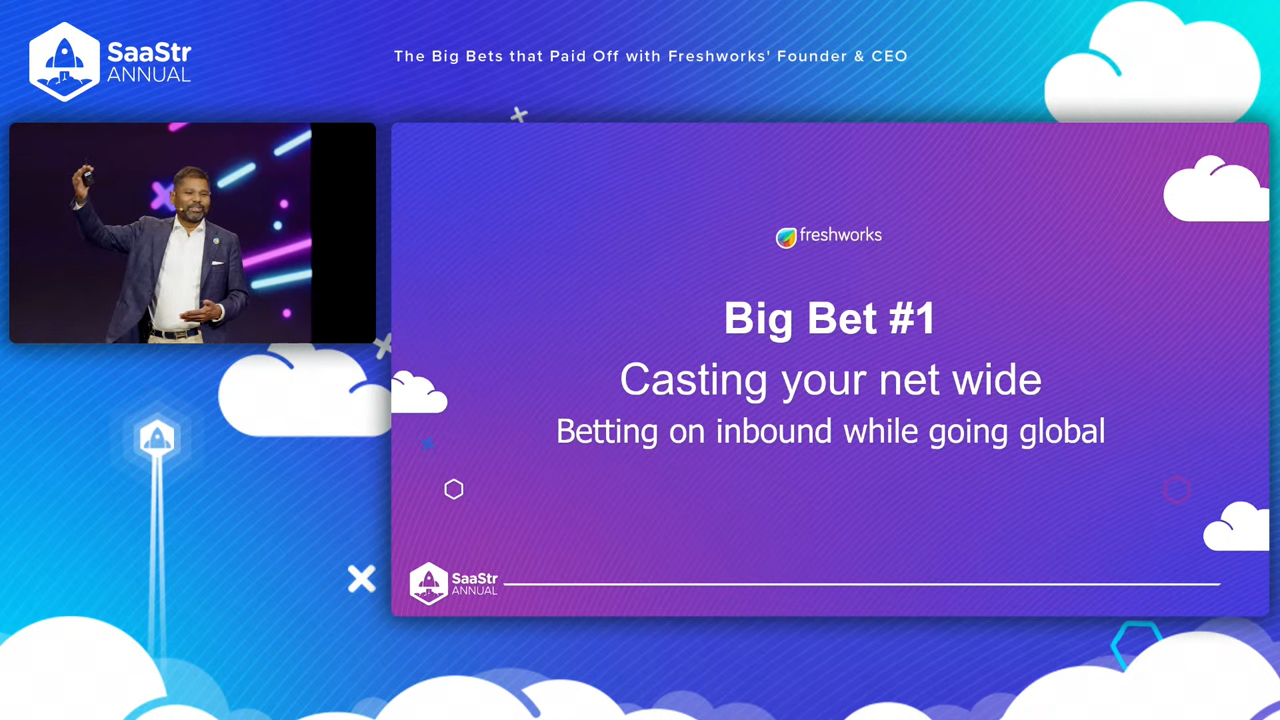 SaaStr
ANNUAL
The Big Bets that Paid Off with Freshworks' Founder & CEO
freshworks
Big Bet #1
Casting your net wide
Betting on inbound while going global
SaaStr
ANNUAL